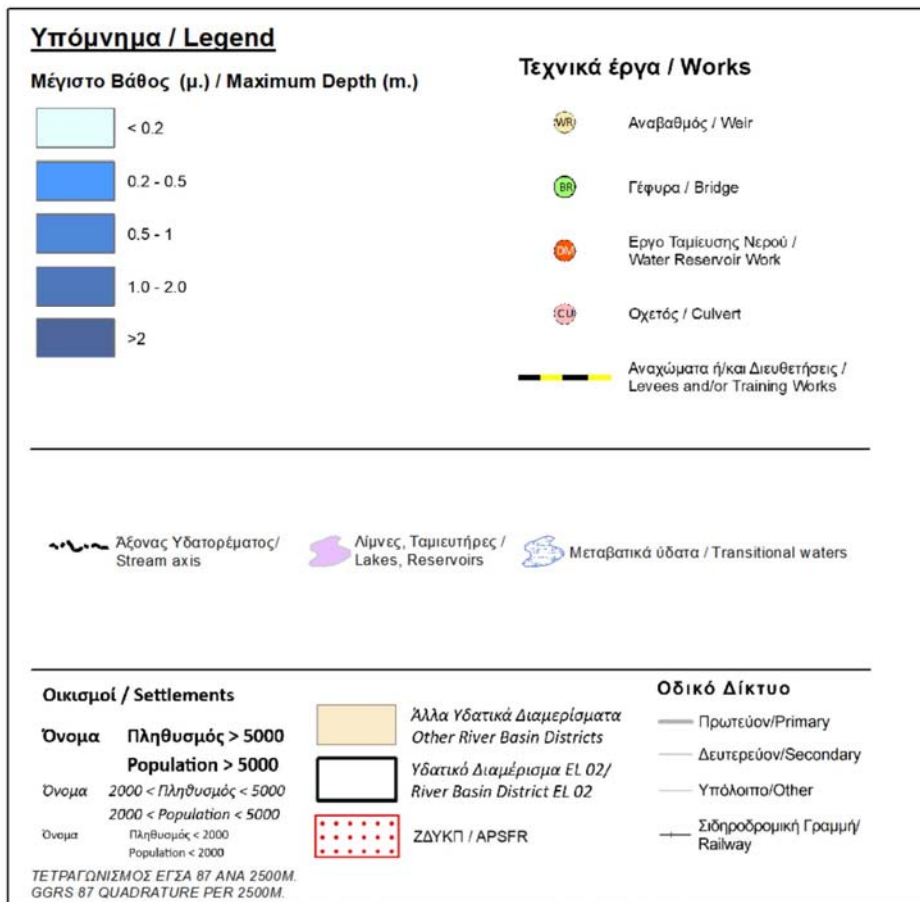 Υπόμνημα / Legend
Μέγιστο Βάθος (μ.) / Maximum Depth (m.)
< 0.2
0.2 - 0.5
0.5 - 1
1.0 - 2.0
>2
Τεχνικά έργα / Works
WR
Αναβαθμός / Weir
BR
Γέφυρα / Bridge
DM
Εργο Ταμίευσης Νερού /
Water Reservoir Work
CU
Οχετός / Culvert
Αναχώματα ή/και Διευθετήσεις /
Levees and/or Training Works
Άξονας Υδατορέματος/
Stream axis
Λίμνες, Ταμιευτήρες /
Lakes, Reservoirs
Μεταβατικά ύδατα / Transitional waters
Οικισμοί / Settlements
Όνομα Πληθυσμός > 5000
Population > 5000
Όνομα 2000 < Πληθυσμός < 5000
2000 < Population < 5000
Όνομα Πληθυσμός < 2000
Population < 2000
ΤΕΤΡΑΓΩΝΙΣΜΟΣ ΕΓΣΑ 87 ΑΝΑ 2500Μ.
GGRS 87 QUADRATURE PER 2500M.
Άλλα Υδατικά Διαμερίσματα
Other River Basin Districts
Υδατικό Διαμέρισμα EL 02/
River Basin District EL 02
ΖΔΥΚΠ / APSFR
Οδικό Δίκτυο
Πρωτεύον/Primary
Δευτερεύον/Secondary
Υπόλοιπο/Other
Σιδηροδρομική Γραμμή/
Railway